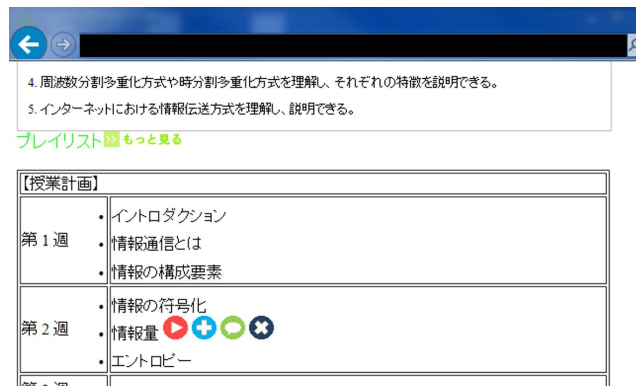 4. 周波数分割多重化方式や時分割多重化方式を理解し、それぞれの特徴を説明できる。
5. インターネットにおける情報伝送方式を理解し、説明できる。
プレイリスト もっと見る
【授業計画】
第1週
• イントロダクション
• 情報通信とは
• 情報の構成要素
第2週
• 情報の符号化
• 情報量
• エントロピー